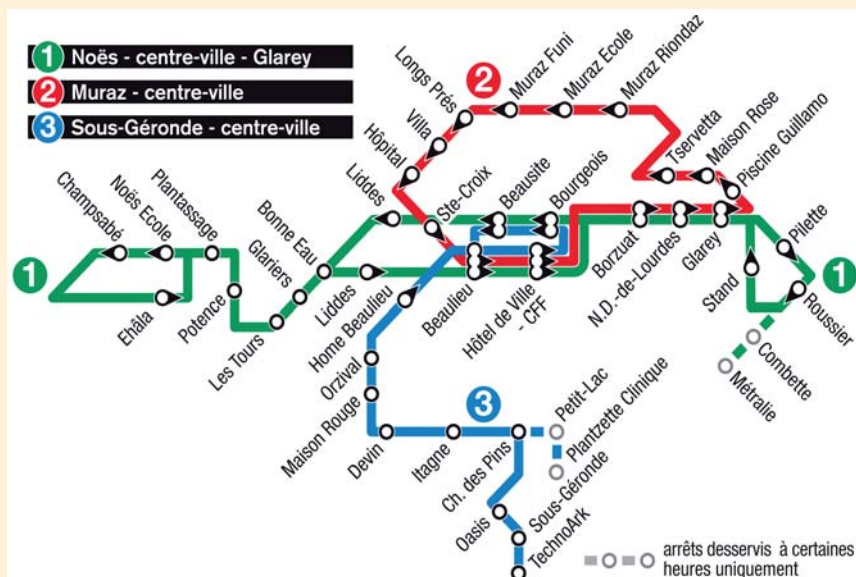 1 Noës - centre-ville - Glarey
2 Muraz - centre-ville
3 Sous-Géronde - centre-ville
2
Longs Prés
Muraz Funi
Muraz Ecole
Muraz Riondaz
Villa
Hôpital
Tservetta
Maison Rose
Piscine Guillamo
Champsabé
Noës Ecole
Plantassage
Bonne Eau
Glariers
Liddes
Ste-Croix
Beausite
Bourgeois
Pilette
1
1
Ehâla
Potence
Les Tours
Liddes
Home Beaulieu
Beaulieu
Hôtel de Ville
- CFF
Borzuat
N.D.-de-Lourdes
Glarey
Stand
Roussier
Combette
Métralie
Orzival
Maison Rouge
3
Devin
Itagne
Ch. des Pins
Petit-Lac
Plantzette Clinique
Oasis
Sous-Géronde
TechnoArk
arrêts desservis à certaines
heures uniquement